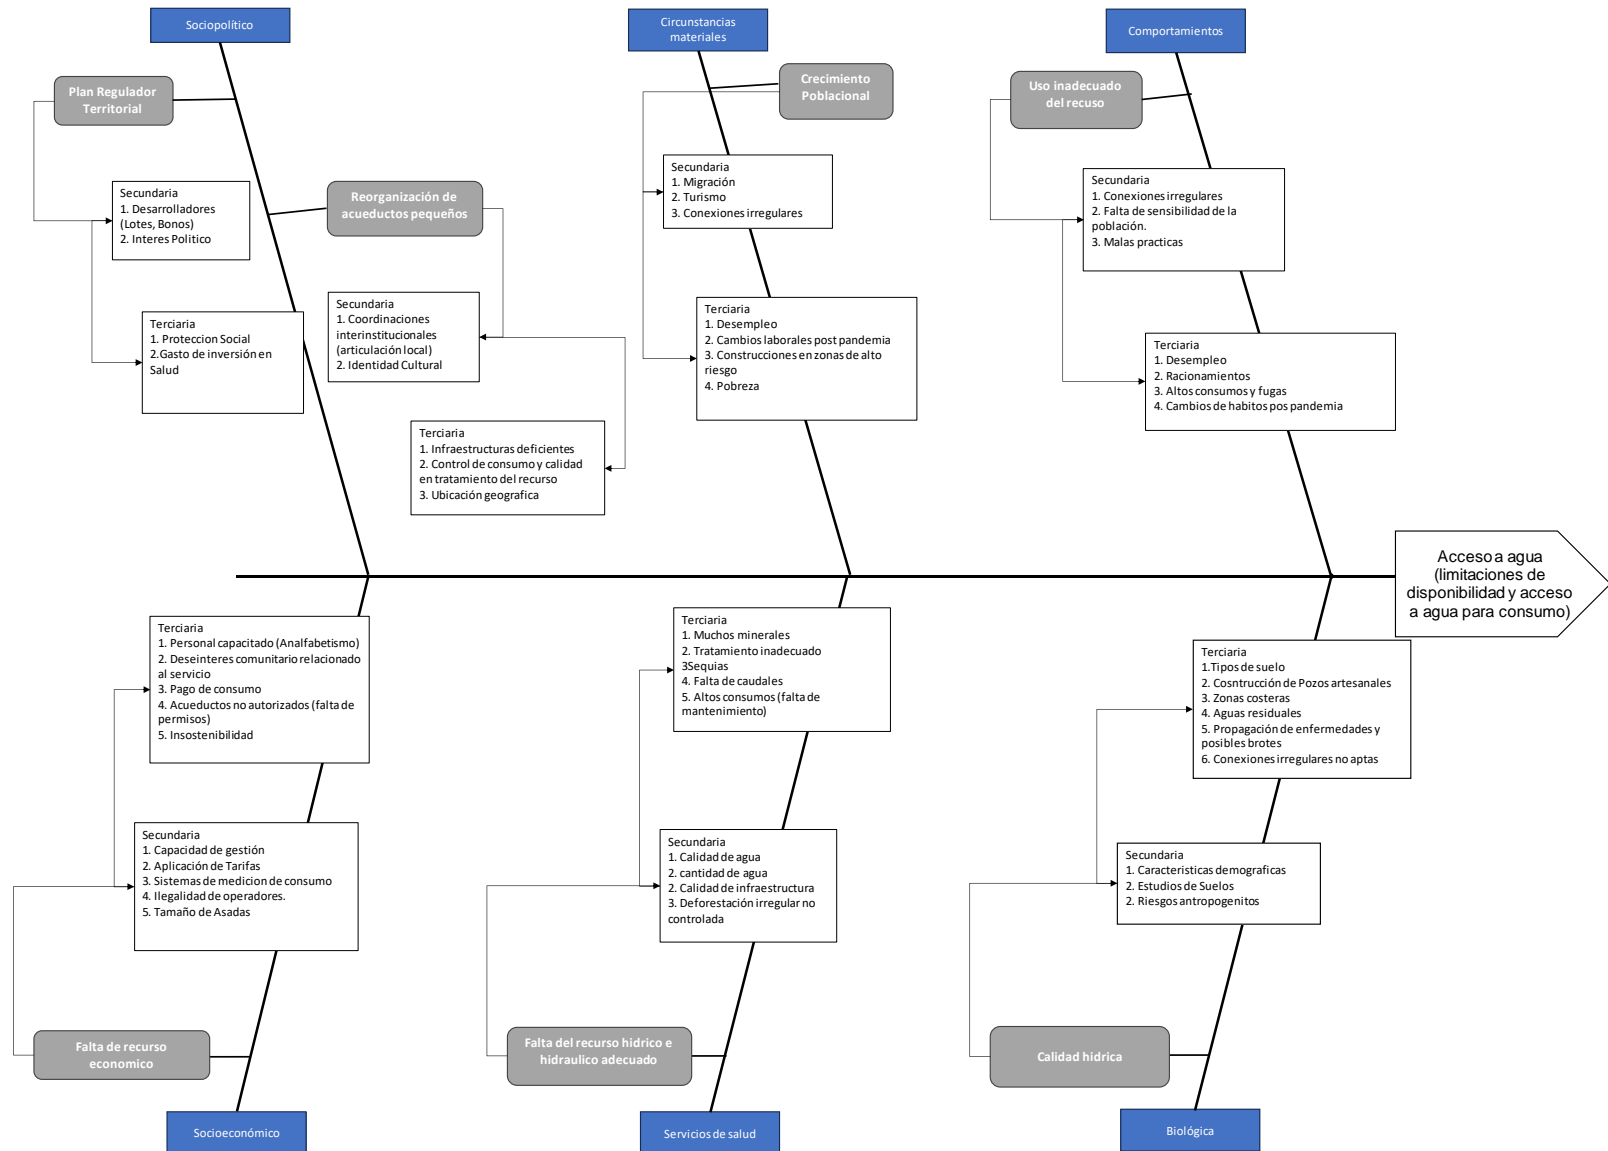 Sociopolítico
Circunstancias
materiales
Comportamientos
Plan Regulador
Territorial
Crecimiento
Poblacional
Uso inadecuado
del recuso
Secundaria
1. Desarrolladores
(Lotes, Bonos)
2. Interes Politico
Reorganización de
acueductos pequeños
Secundaria
1. Migración
2. Turismo
3. Conexiones irregulares
Secundaria
1. Conexiones irregulares
2. Falta de sensibilidad de la
población.
3. Malas practicas
Terciaria
1. Proteccion Social
2.Gasto de inversión en
Salud
Secundaria
1. Coordinaciones
interinstitucionales
(articulación local)
2. Identidad Cultural
Terciaria
1. Desempleo
2. Cambios laborales post pandemia
3. Construcciones en zonas de alto
riesgo
4. Pobreza
Terciaria
1. Desempleo
2. Racionamientos
3. Altos consumos y fugas
4. Cambios de habitos pos pandemia
Terciaria
1. Infraestructuras deficientes
2. Control de consumo y calidad
en tratamiento del recurso
3. Ubicación geografica
Acceso a agua
(limitaciones de
disponibilidad y acceso
a agua para consumo)
Terciaria
1. Personal capacitado (Analfabetismo)
2. Deseinteres comunitario relacionado
al servicio
3. Pago de consumo
4. Acueductos no autorizados (falta de
permisos)
5. Insostenibilidad
Terciaria
1. Muchos minerales
2. Tratamiento inadecuado
3Sequias
4. Falta de caudales
5. Altos consumos (falta de
mantenimiento)
Terciaria
1.Tipos de suelo
2. Cosntrucción de Pozos artesanales
3. Zonas costeras
4. Aguas residuales
5. Propagación de enfermedades y
posibles brotes
6. Conexiones irregulares no aptas
Secundaria
1. Capacidad de gestión
2. Aplicación de Tarifas
3. Sistemas de medicion de consumo
4. Ilegalidad de operadores.
5. Tamaño de Asadas
Secundaria
1. Calidad de agua
2. cantidad de agua
2. Calidad de infraestructura
3. Deforestación irregular no
controlada
Secundaria
1. Caracteristicas demograficas
2. Estudios de Suelos
2. Riesgos antropogenitos
Falta de recurso
economico
Falta del recurso hidrico e
hidraulico adecuado
Calidad hidrica
Socioeconómico
Servicios de salud
Biológica